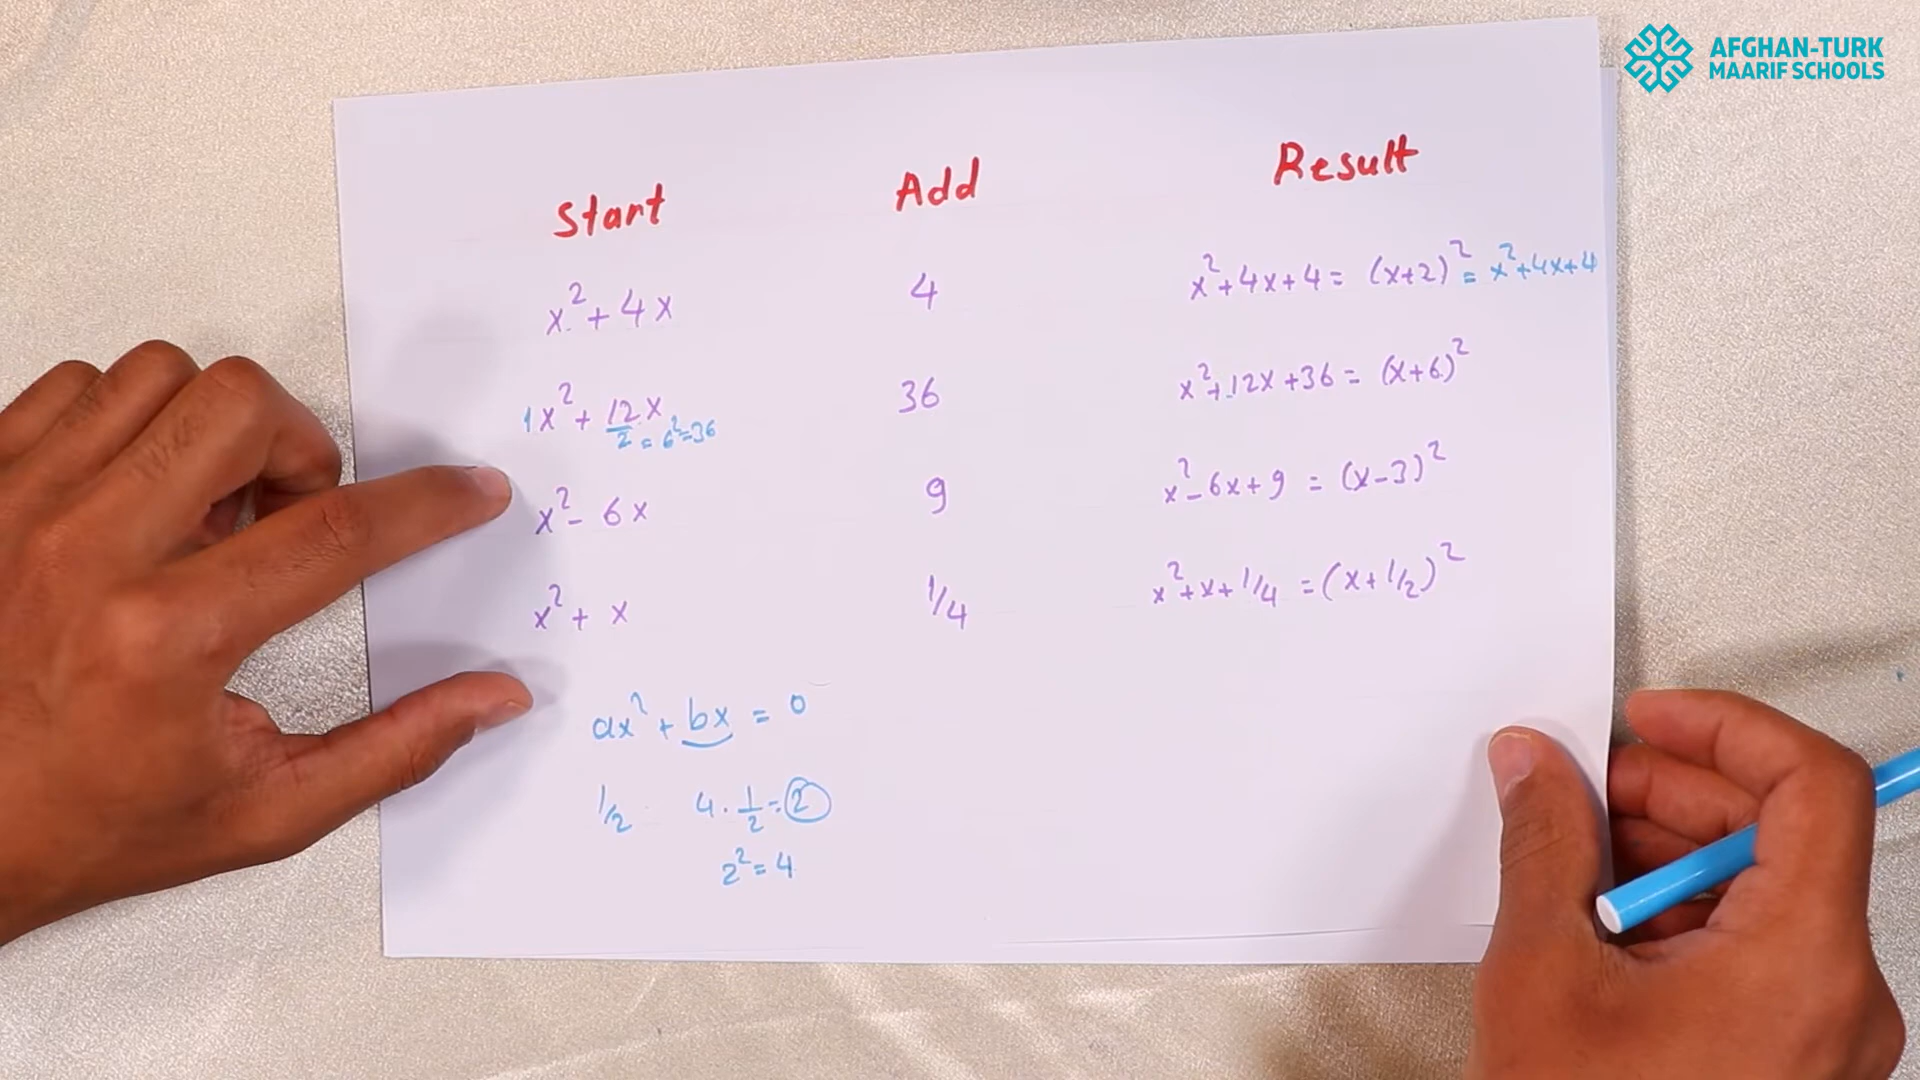 AFGHAN-TURK
MAARIF SCHOOLS
Start Add Result
x²+4x 4 x²+4x+4=(x+2)²=x²+4x+4
1x²+12x 36 x²+12x+36=(x+6)²
2=6²=36
x²-6x 9 x²-6x+9=(x-3)²
x²+x 1/4 x²+x+1/4=(x+1/2)²
ax²+bx=0
1/2 4·1/2=2
2²=4